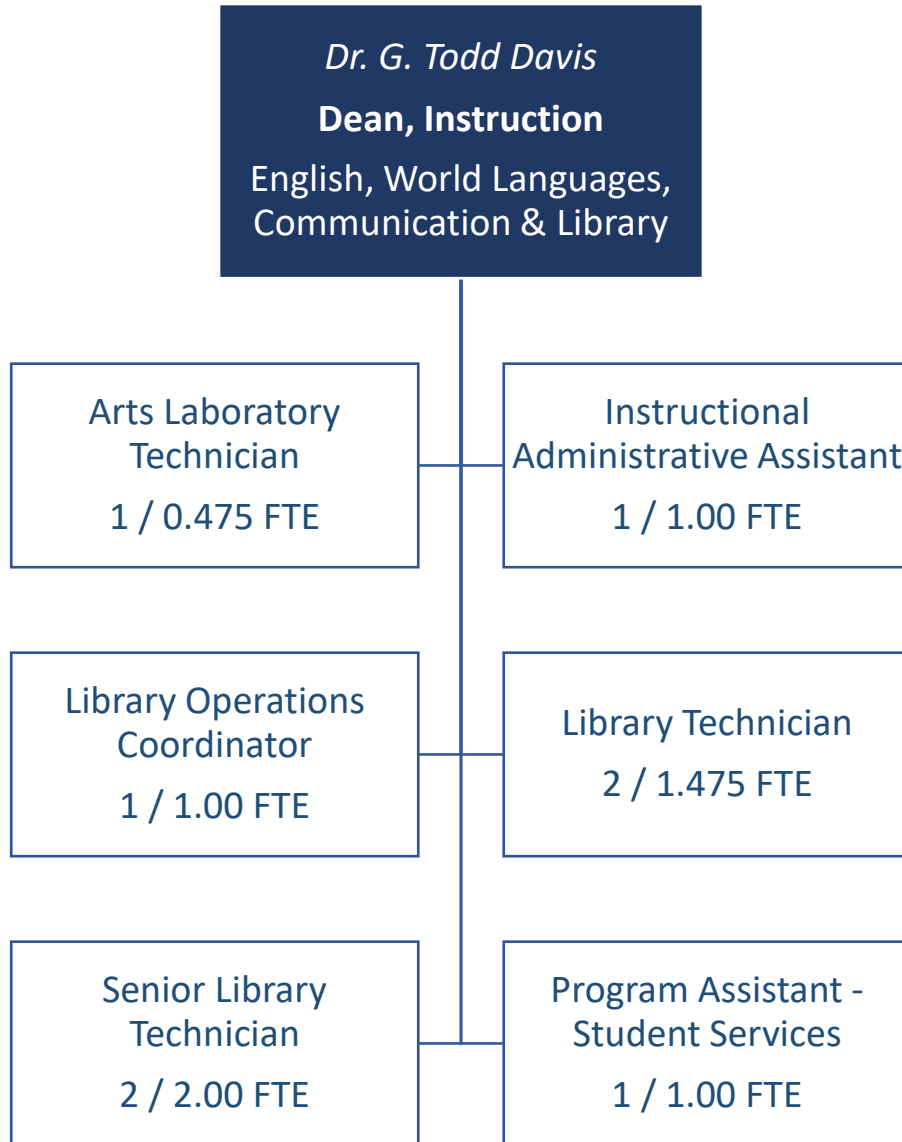 Dr. G. Todd Davis
Dean, Instruction
English, World Languages,
Communication & Library
Arts Laboratory
Technician
1 / 0.475 FTE
Instructional
Administrative Assistant
1 / 1.00 FTE
Library Operations
Coordinator
1 / 1.00 FTE
Library Technician
2 / 1.475 FTE
Senior Library
Technician
2 / 2.00 FTE
Program Assistant -
Student Services
1 / 1.00 FTE